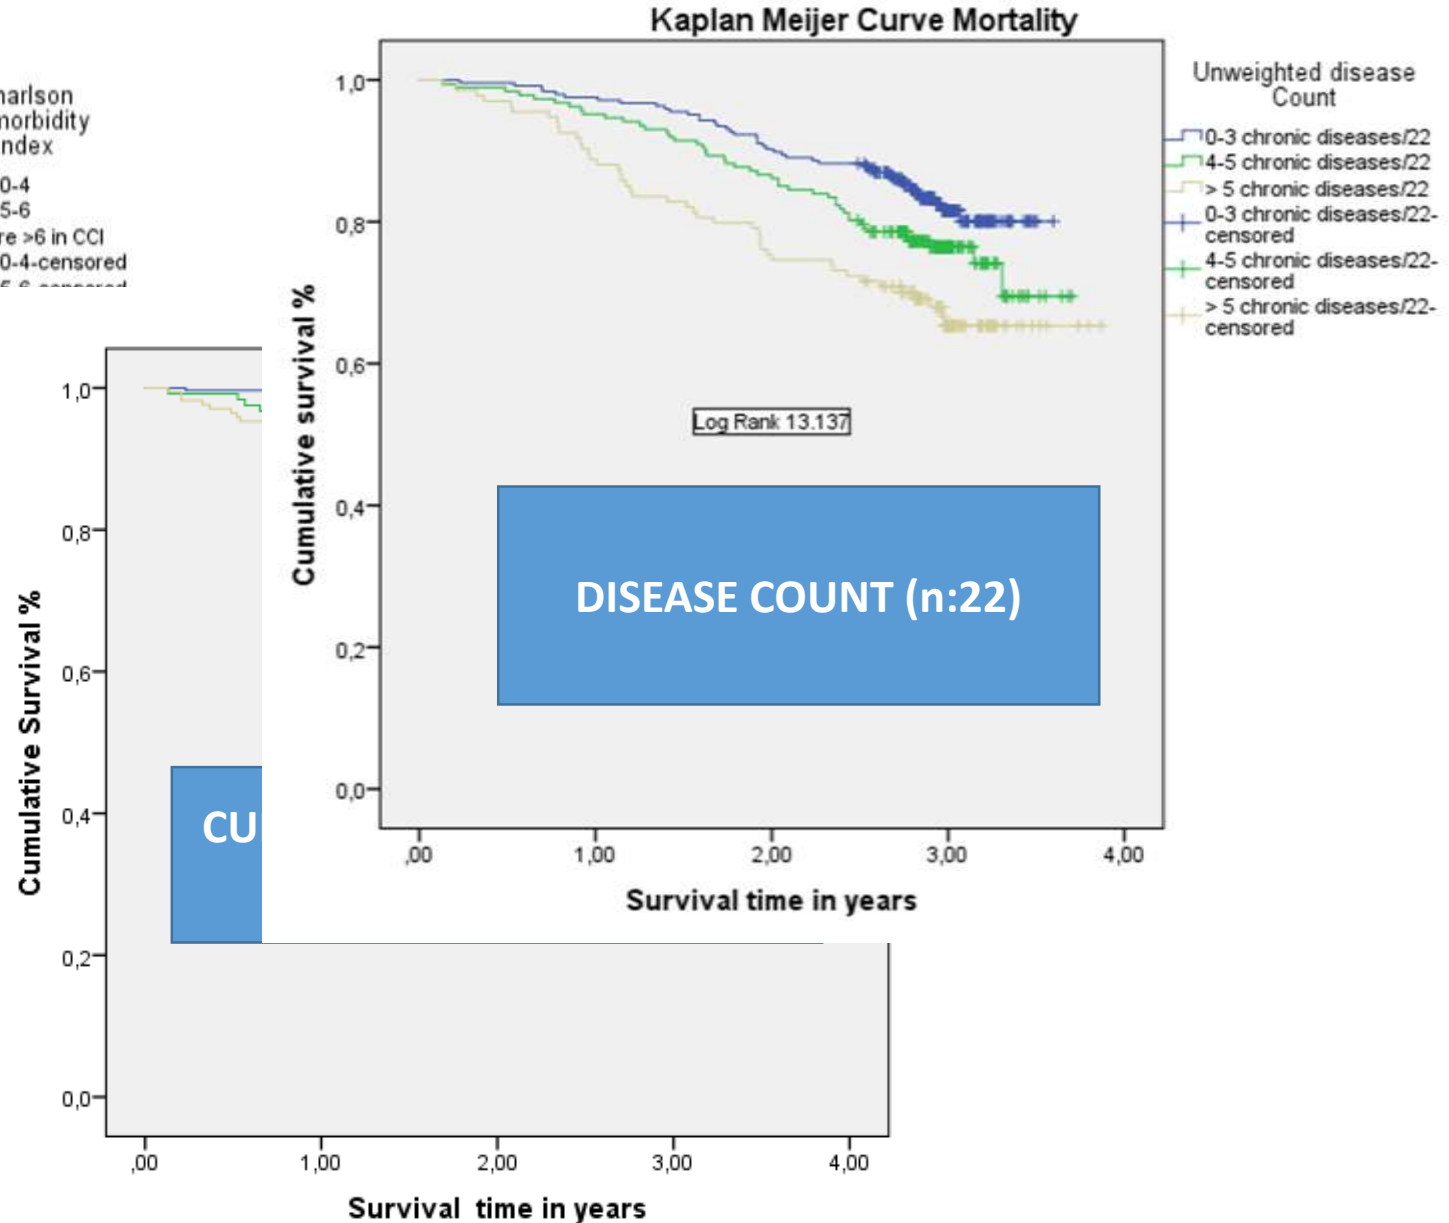 Kaplan Meijer Curve Mortality
Unweighted disease
Count
0-3 chronic diseases/22
4-5 chronic diseases/22
> 5 chronic diseases/22
0-3 chronic diseases/22-
censored
4-5 chronic diseases/22-
censored
> 5 chronic diseases/22-
censored
1,0
0,8
0,6
0,4
0,2
0,0
Cumulative survival %
Log Rank 13.137
DISEASE COUNT (n:22)
,00 1,00 2,00 3,00 4,00
Survival time in years
harlson
morbidity
ndex
0-4
5-6
re >6 in CCI
0-4-censored
5-6-censored
1,0
0,8
0,6
0,4
0,2
0,0
Cumulative Survival %
CU
,00 1,00 2,00 3,00 4,00
Survival time in years